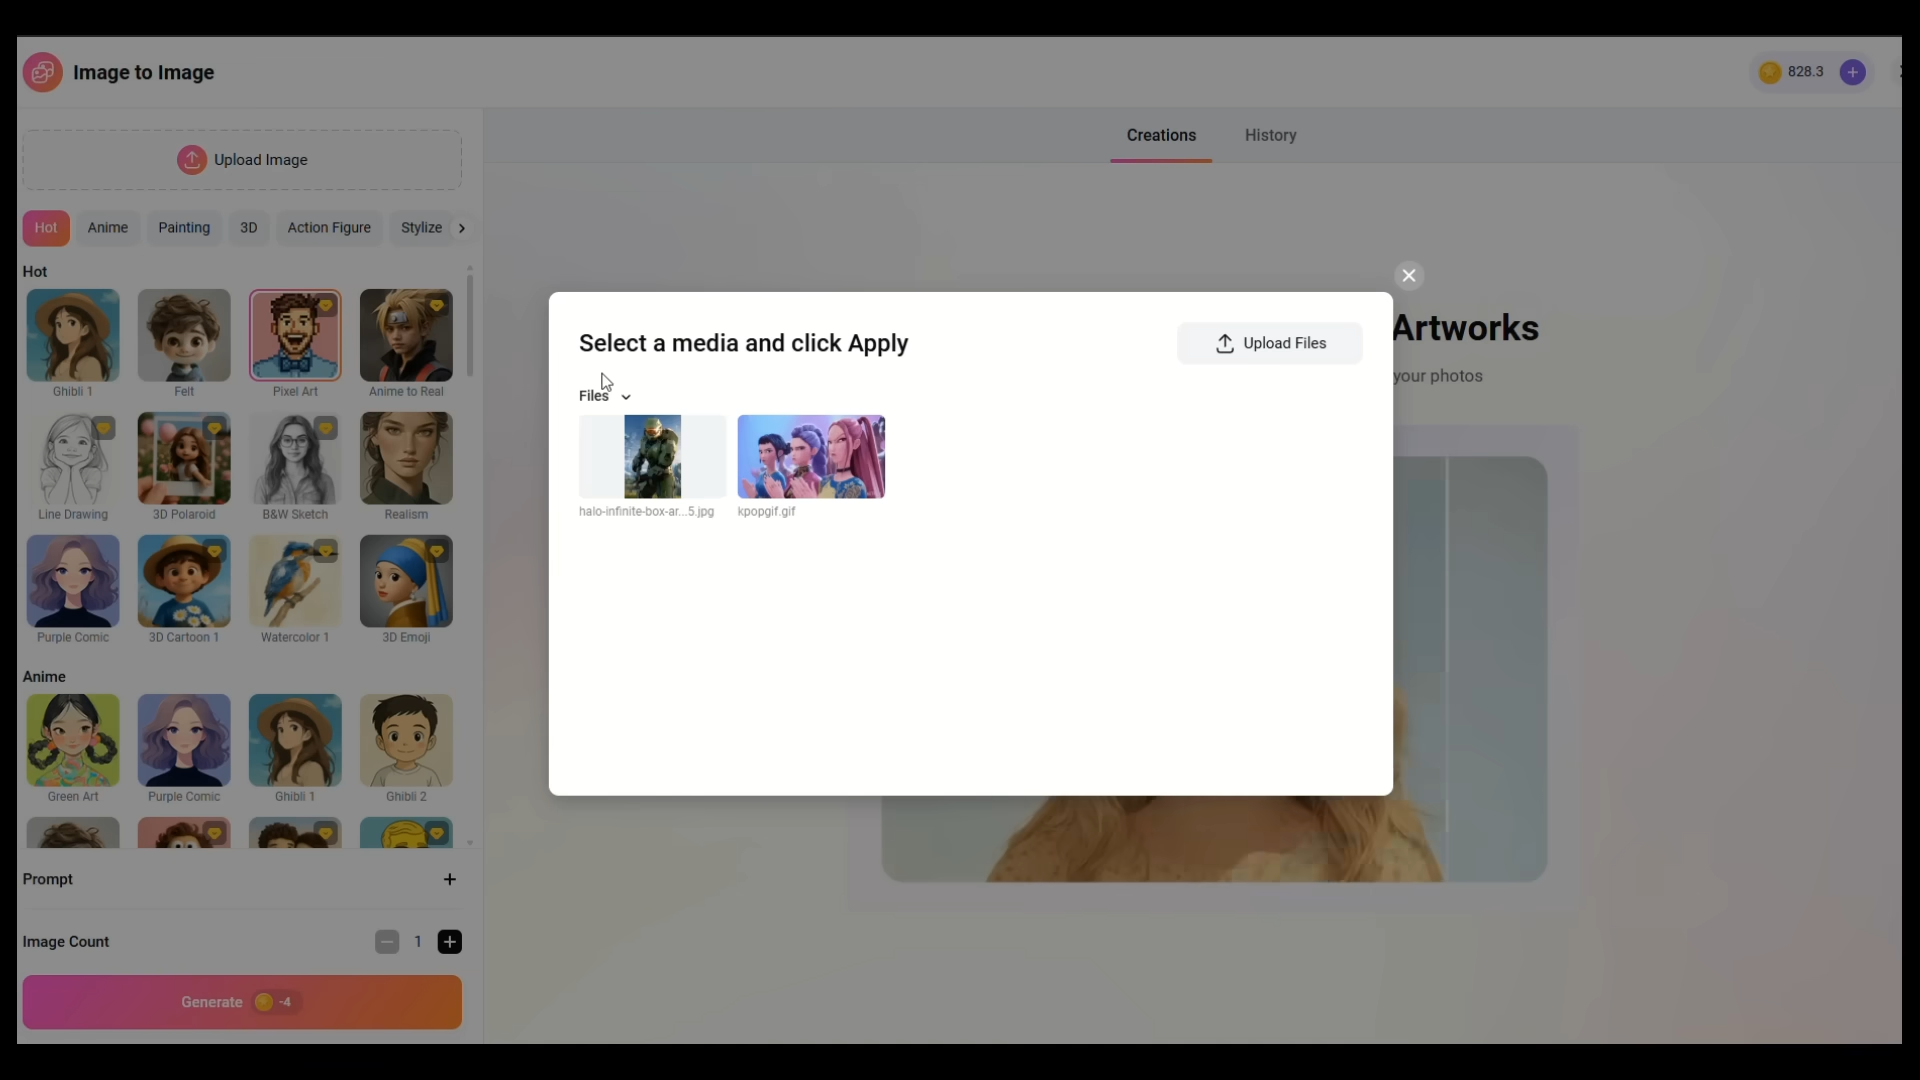 Image to Image
828.3
Upload Image
Creations
History
Hot
Anime
Painting
3D
Action Figure
Stylize
Hot
Ghibli 1
Felt
Pixel Art
Anime to Real
Line Drawing
3D Polaroid
B&W Sketch
Realism
Purple Comic
3D Cartoon 1
Watercolor 1
3D Emoji
Anime
Green Art
Purple Comic
Ghibli 1
Ghibli 2
Prompt
Image Count
1
Generate
-4
Select a media and click Apply
Upload Files
Files
halo-infinite-box-ar...5.jpg
kpopgif.gif
Artworks
your photos